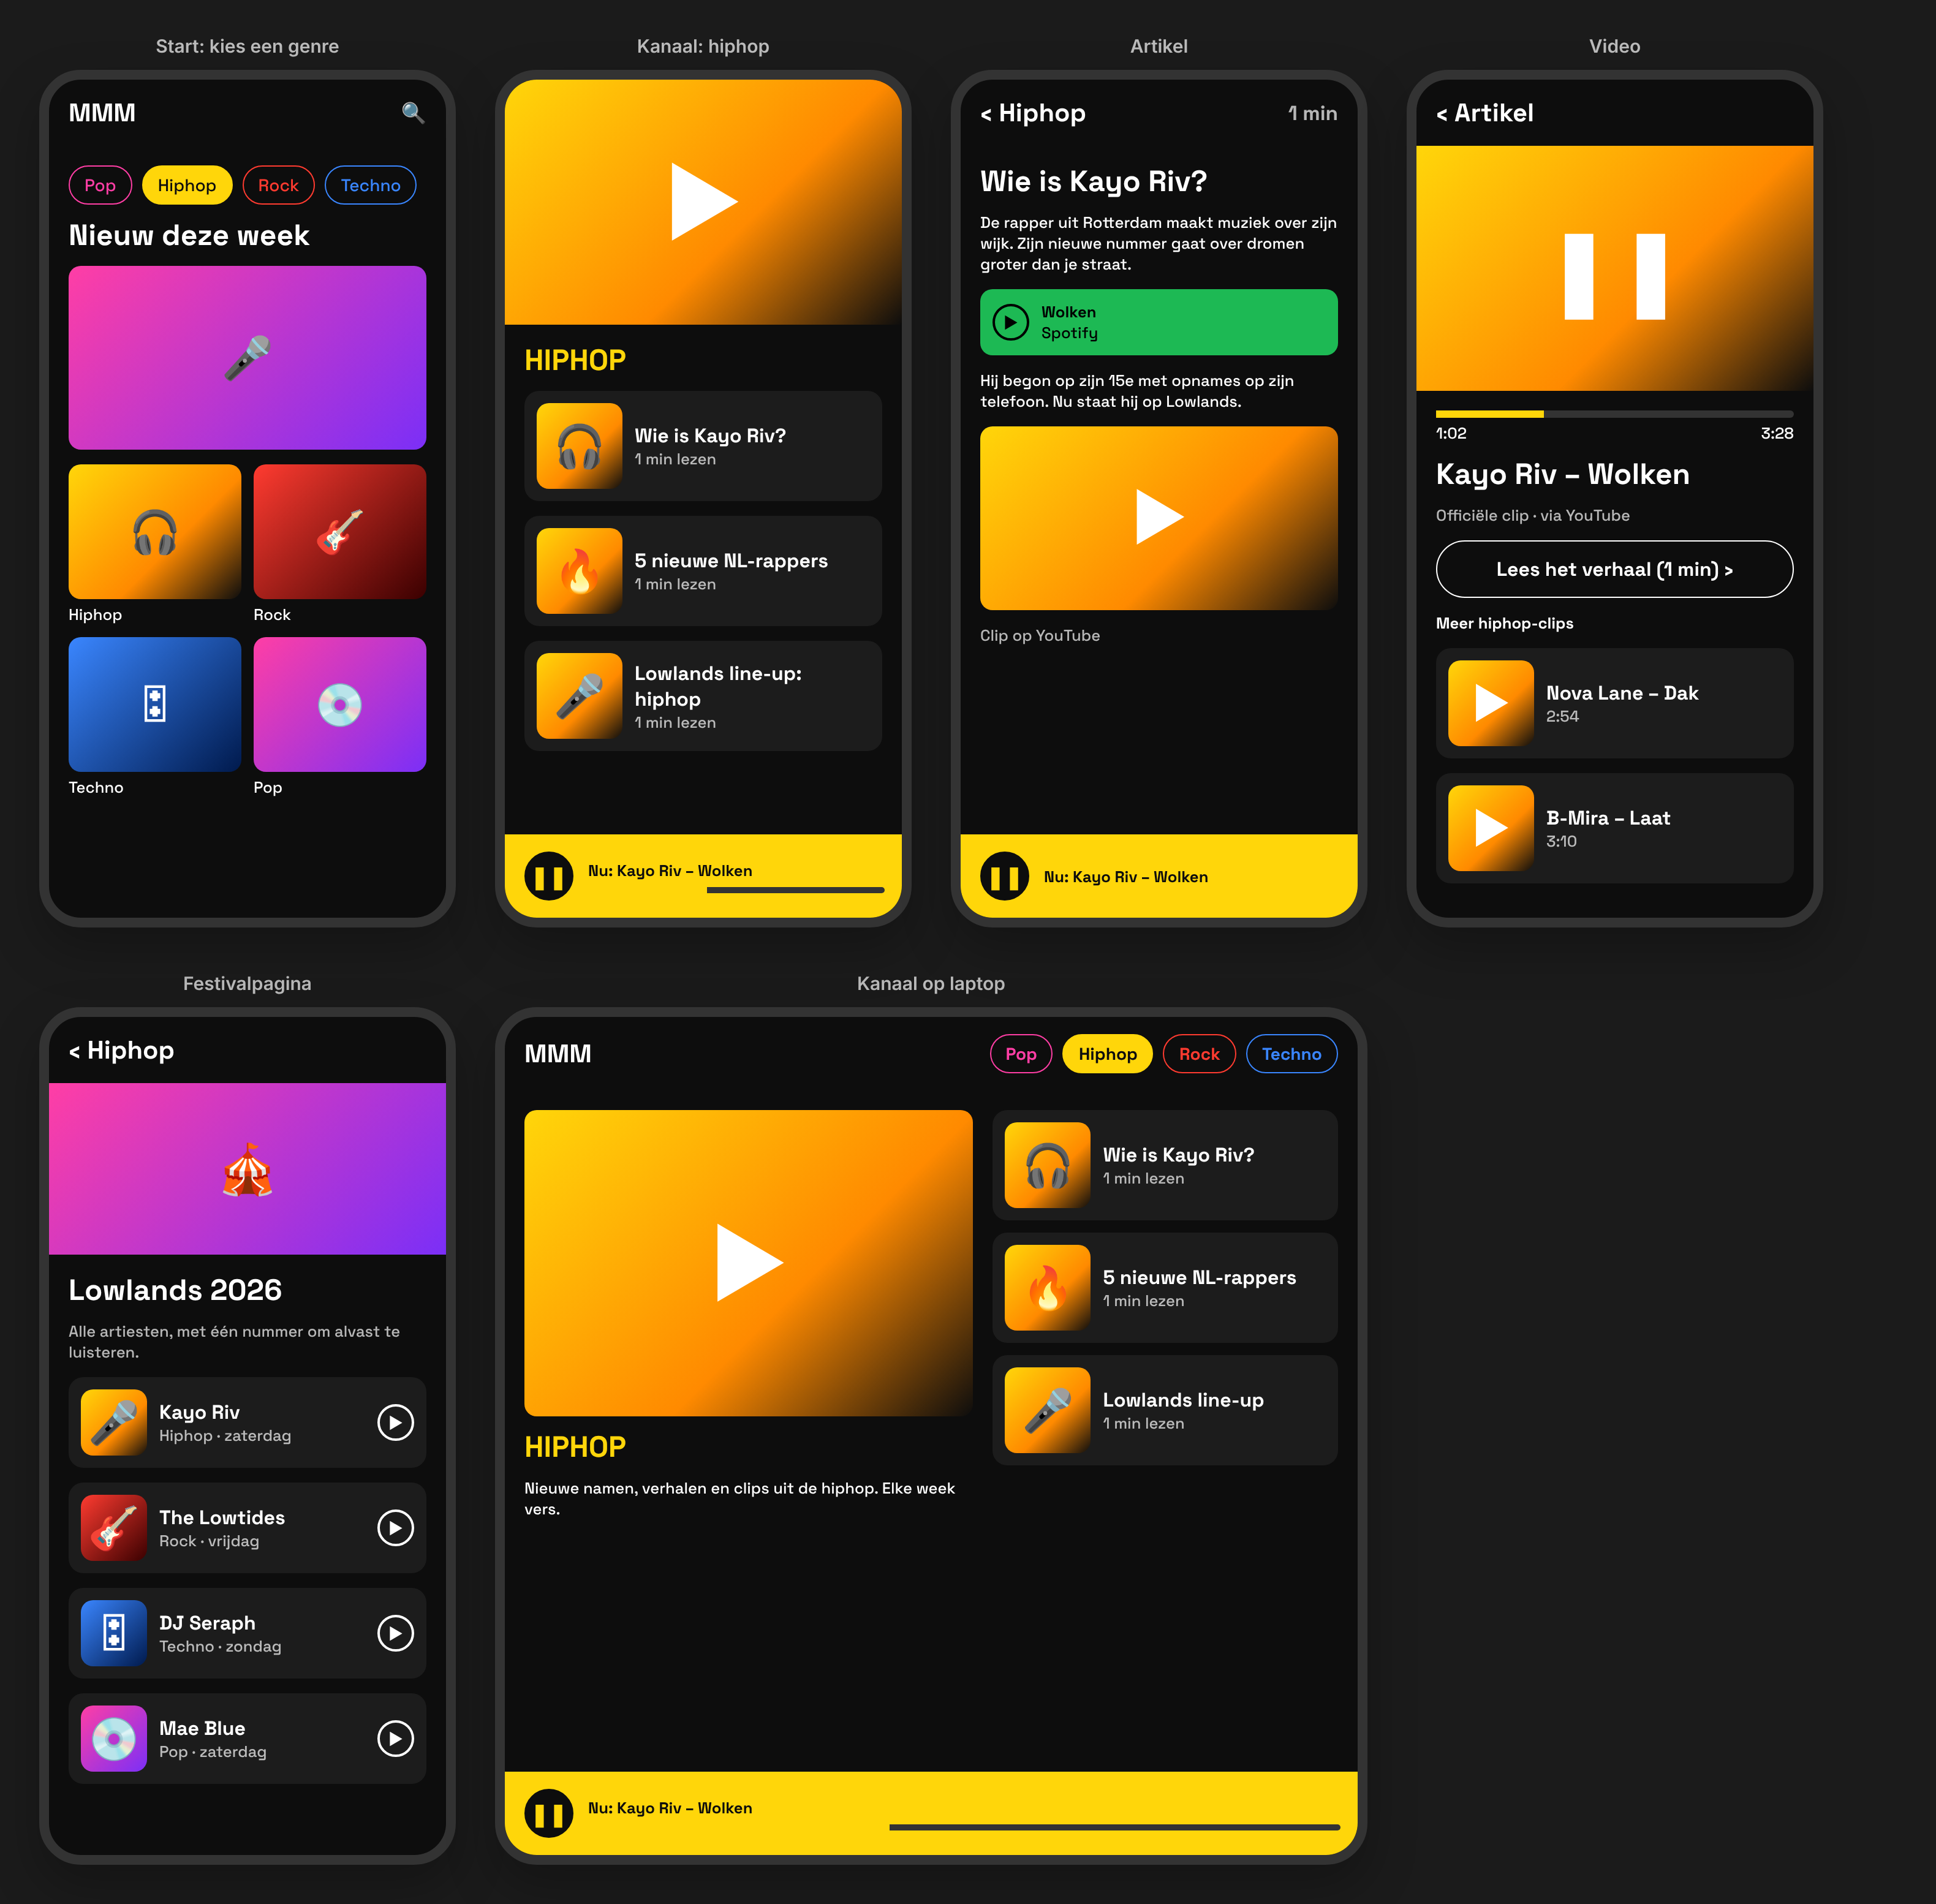 Start: kies een genre
MMM
Pop
Hiphop
Rock
Techno
Nieuw deze week
Hiphop
Rock
Techno
Pop
Kanaal: hiphop
HIPHOP
Wie is Kayo Riv?
1 min lezen
5 nieuwe NL-rappers
1 min lezen
Lowlands line-up:
hiphop
1 min lezen
Nu: Kayo Riv – Wolken
Artikel
< Hiphop
1 min
Wie is Kayo Riv?
De rapper uit Rotterdam maakt muziek over zijn
wijk. Zijn nieuwe nummer gaat over dromen
groter dan je straat.
Wolken
Spotify
Hij begon op zijn 15e met opnames op zijn
telefoon. Nu staat hij op Lowlands.
Clip op YouTube
Nu: Kayo Riv – Wolken
Video
< Artikel
1:02
3:28
Kayo Riv – Wolken
Officiële clip · via YouTube
Lees het verhaal (1 min) >
Meer hiphop-clips
Nova Lane – Dak
2:54
B-Mira – Laat
3:10
Festivalpagina
< Hiphop
Lowlands 2026
Alle artiesten, met één nummer om alvast te
luisteren.
Kayo Riv
Hiphop · zaterdag
The Lowtides
Rock · vrijdag
DJ Seraph
Techno · zondag
Mae Blue
Pop · zaterdag
Kanaal op laptop
MMM
Pop
Hiphop
Rock
Techno
HIPHOP
Nieuwe namen, verhalen en clips uit de hiphop. Elke week
vers.
Wie is Kayo Riv?
1 min lezen
5 nieuwe NL-rappers
1 min lezen
Lowlands line-up
1 min lezen
Nu: Kayo Riv – Wolken